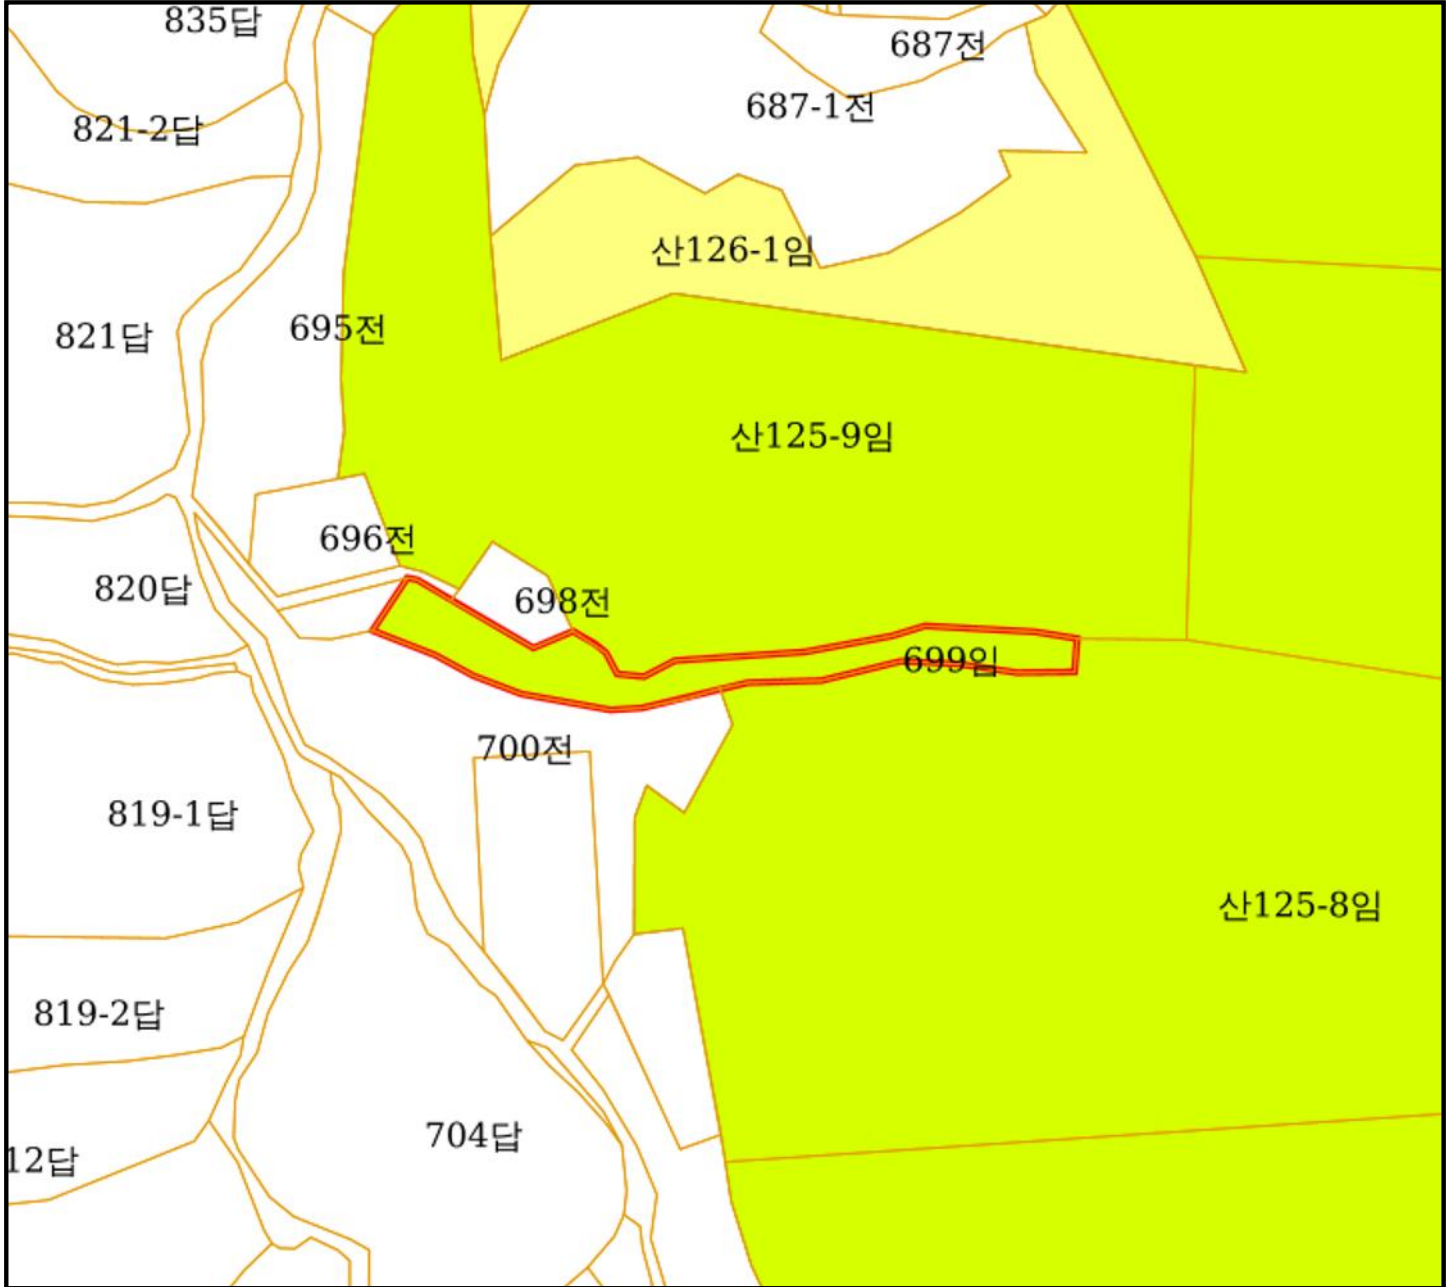 835답
687전
687-1전
821-2답
산126-1임
695전
821답
산125-9임
696전
820답
698전
699임
700전
819-1답
산125-8임
819-2답
704답
12답